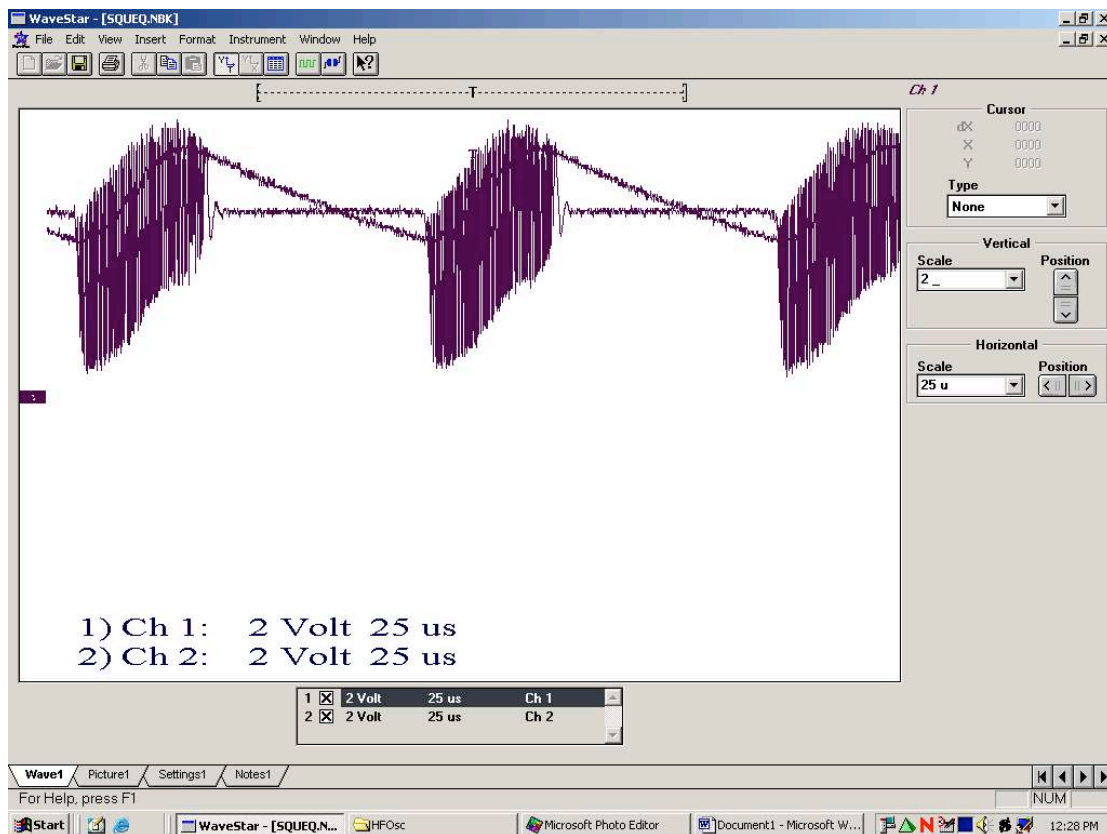 WaveStar - [SQUEQ.NBK]
File Edit View Insert Format Instrument Window Help
T
Ch 1
Cursor
dX 0000
X 0000
Y 0000
Type
None
Vertical
Scale Position
2 _
Horizontal
Scale Position
25 u
T
1) Ch 1: 2 Volt 25 us
2) Ch 2: 2 Volt 25 us
1 2 Volt 25 us Ch 1
2 2 Volt 25 us Ch 2
Wave1 Picture1 Settings1 Notes1
For Help, press F1 NUM
Start WaveStar - [SQUEQ.N... HFOsc Microsoft Photo Editor Document1 - Microsoft W... 12:28 PM